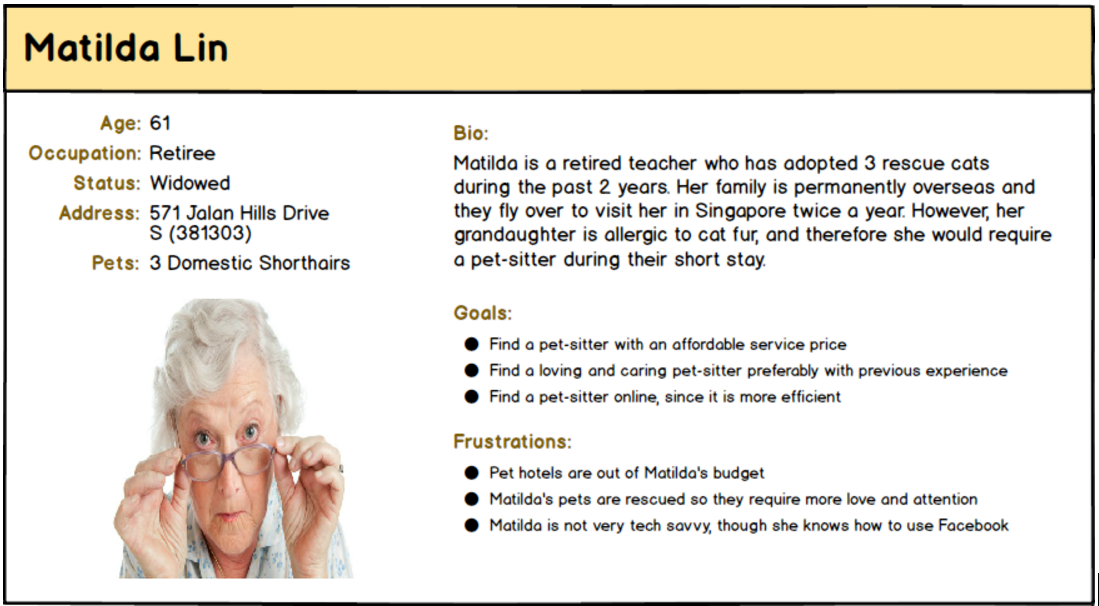 Matilda Lin
Age: 61
Occupation: Retiree
Status: Widowed
Address: 571 Jalan Hills Drive
S (381303)
Pets: 3 Domestic Shorthairs
Bio:
Matilda is a retired teacher who has adopted 3 rescue cats
during the past 2 years. Her family is permanently overseas and
they fly over to visit her in Singapore twice a year. However, her
grandaughter is allergic to cat fur, and therefore she would require
a pet-sitter during their short stay.
Goals:
● Find a pet-sitter with an affordable service price
● Find a loving and caring pet-sitter preferably with previous experience
● Find a pet-sitter online, since it is more efficient
Frustrations:
● Pet hotels are out of Matilda's budget
● Matilda's pets are rescued so they require more love and attention
● Matilda is not very tech savvy, though she knows how to use Facebook